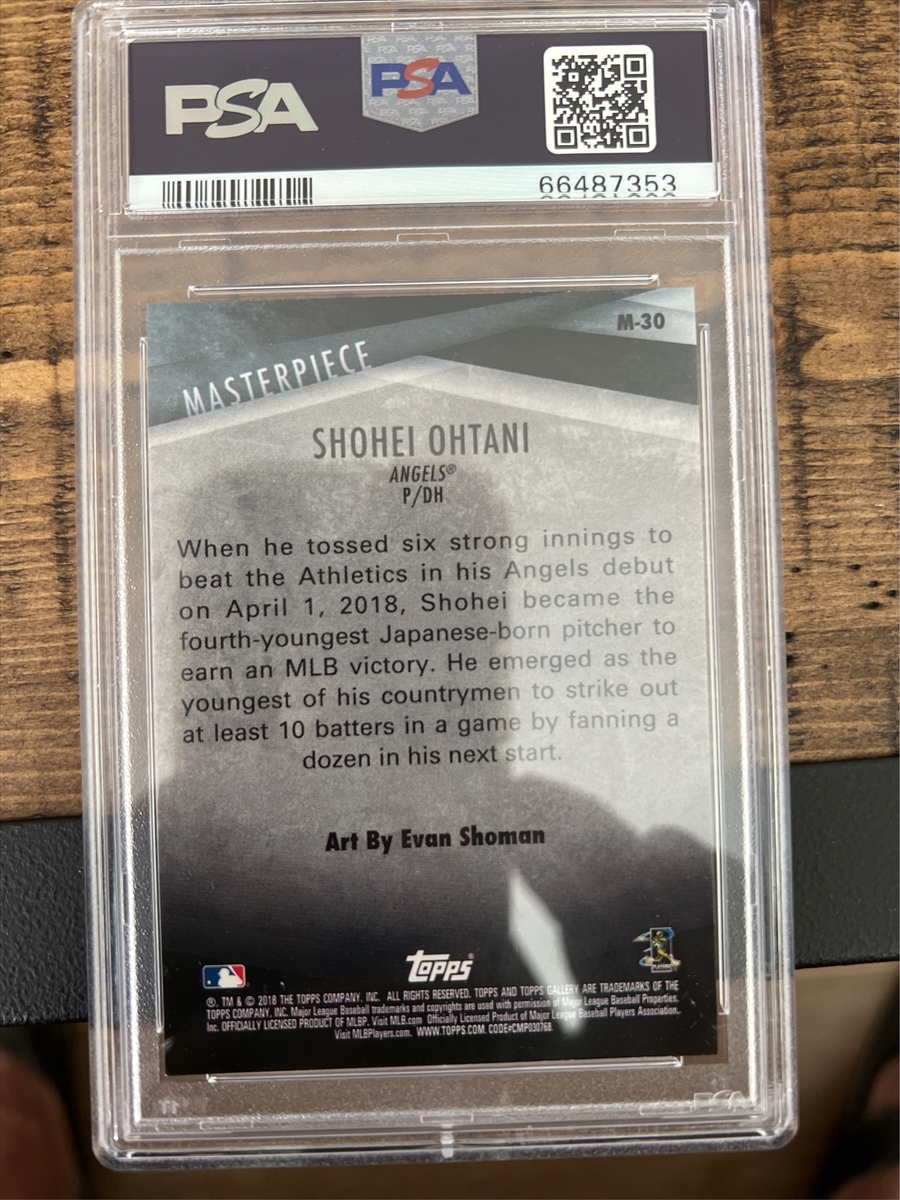 PSA
PSA
66487353
M-30
MASTERPIECE
SHOHEI OHTANI
ANGELS®
P/DH
When he tossed six strong innings to
beat the Athletics in his Angels debut
on April 1, 2018, Shohei became the
fourth-youngest Japanese-born pitcher to
earn an MLB victory. He emerged as the
youngest of his countrymen to strike out
at least 10 batters in a game by fanning a
dozen in his next start.
Art By Evan Shoman
topps
®, TM & © 2018 THE TOPPS COMPANY, INC. ALL RIGHTS RESERVED. TOPPS AND TOPPS GALLERY ARE TRADEMARKS OF THE
TOPPS COMPANY, INC. Major League Baseball trademarks and copyrights are used with permission of Major League Baseball Properties,
Inc. OFFICIALLY LICENSED PRODUCT OF MLBP. Visit MLB.com Officially Licensed Product of Major League Baseball Players Association.
Visit MLBPlayers.com. WWW.TOPPS.COM. CODE#CMP030768.
PSA